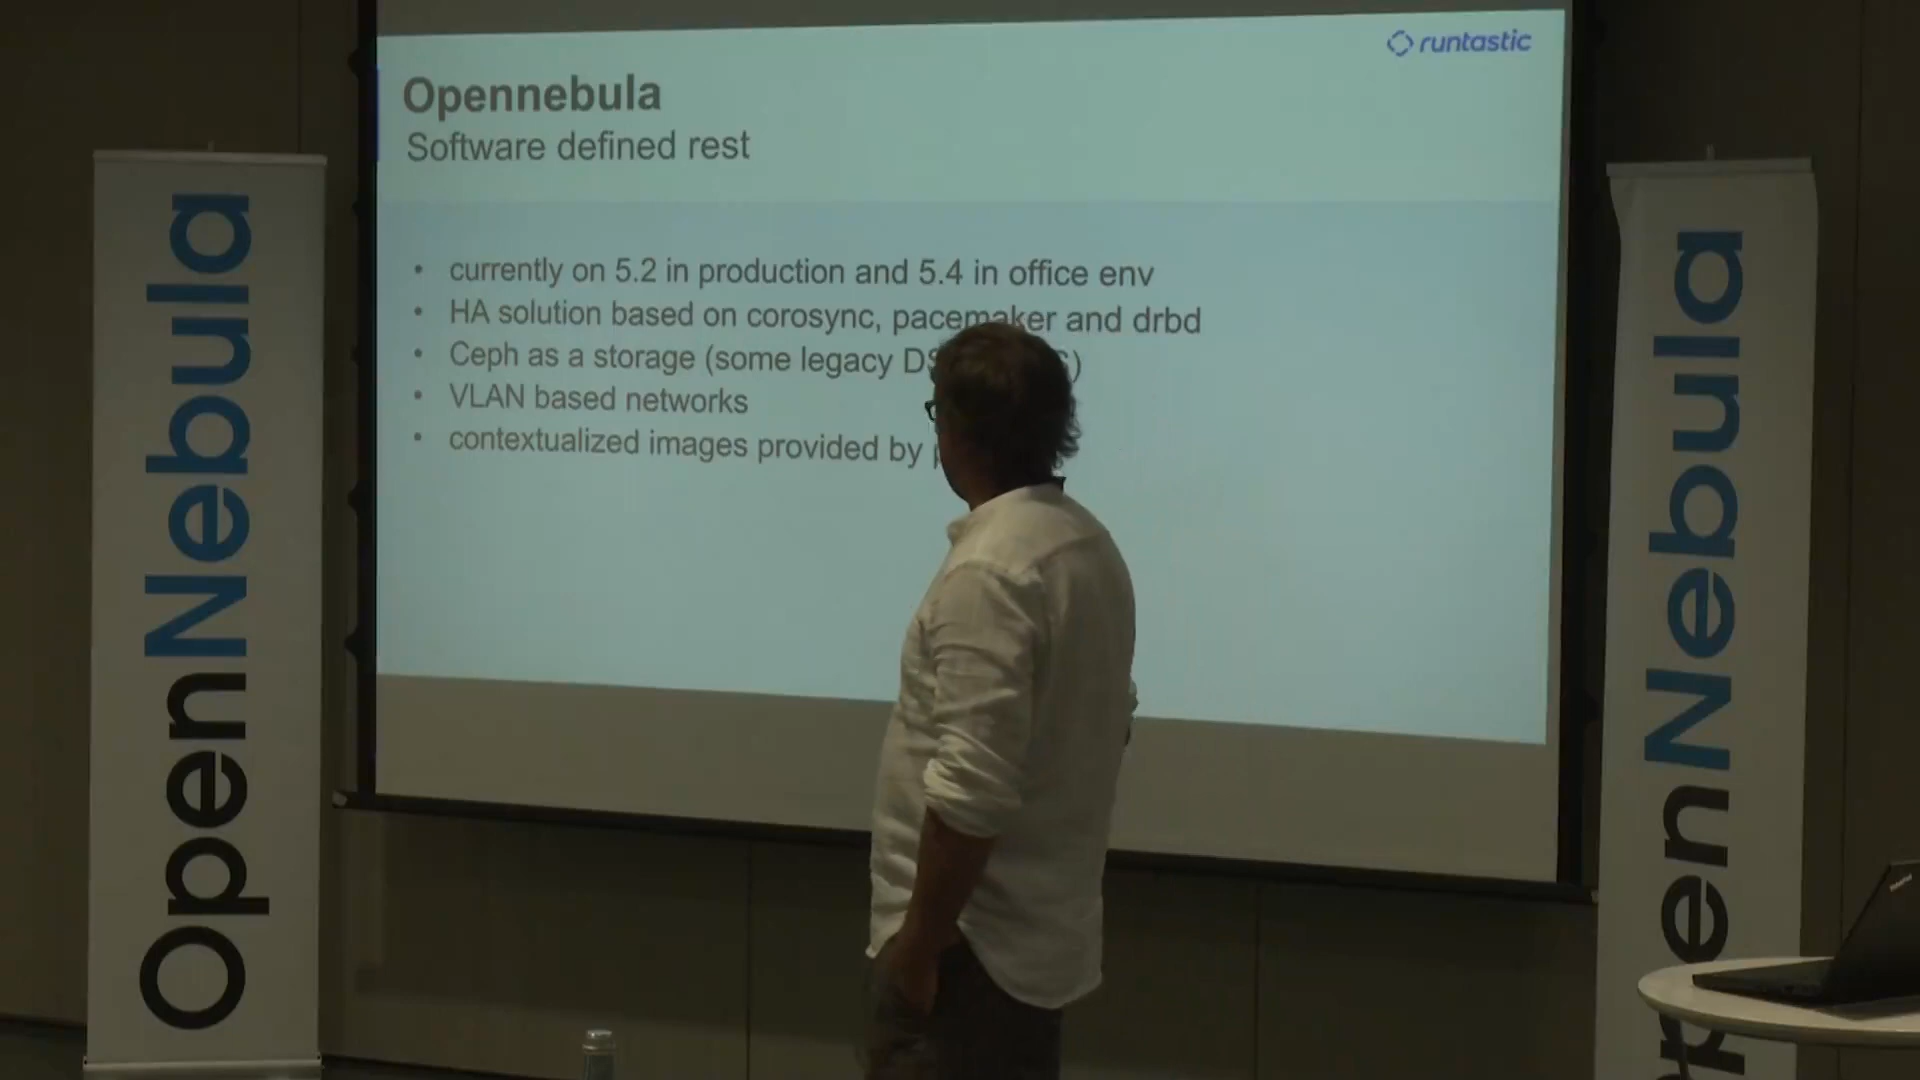 runtastic
Opennebula
Software defined rest
• currently on 5.2 in production and 5.4 in office env
• HA solution based on corosync, pacemaker and drbd
• Ceph as a storage (some legacy
• VLAN based networks
• contextualized images provided by
OpenNebula
OpenNebula